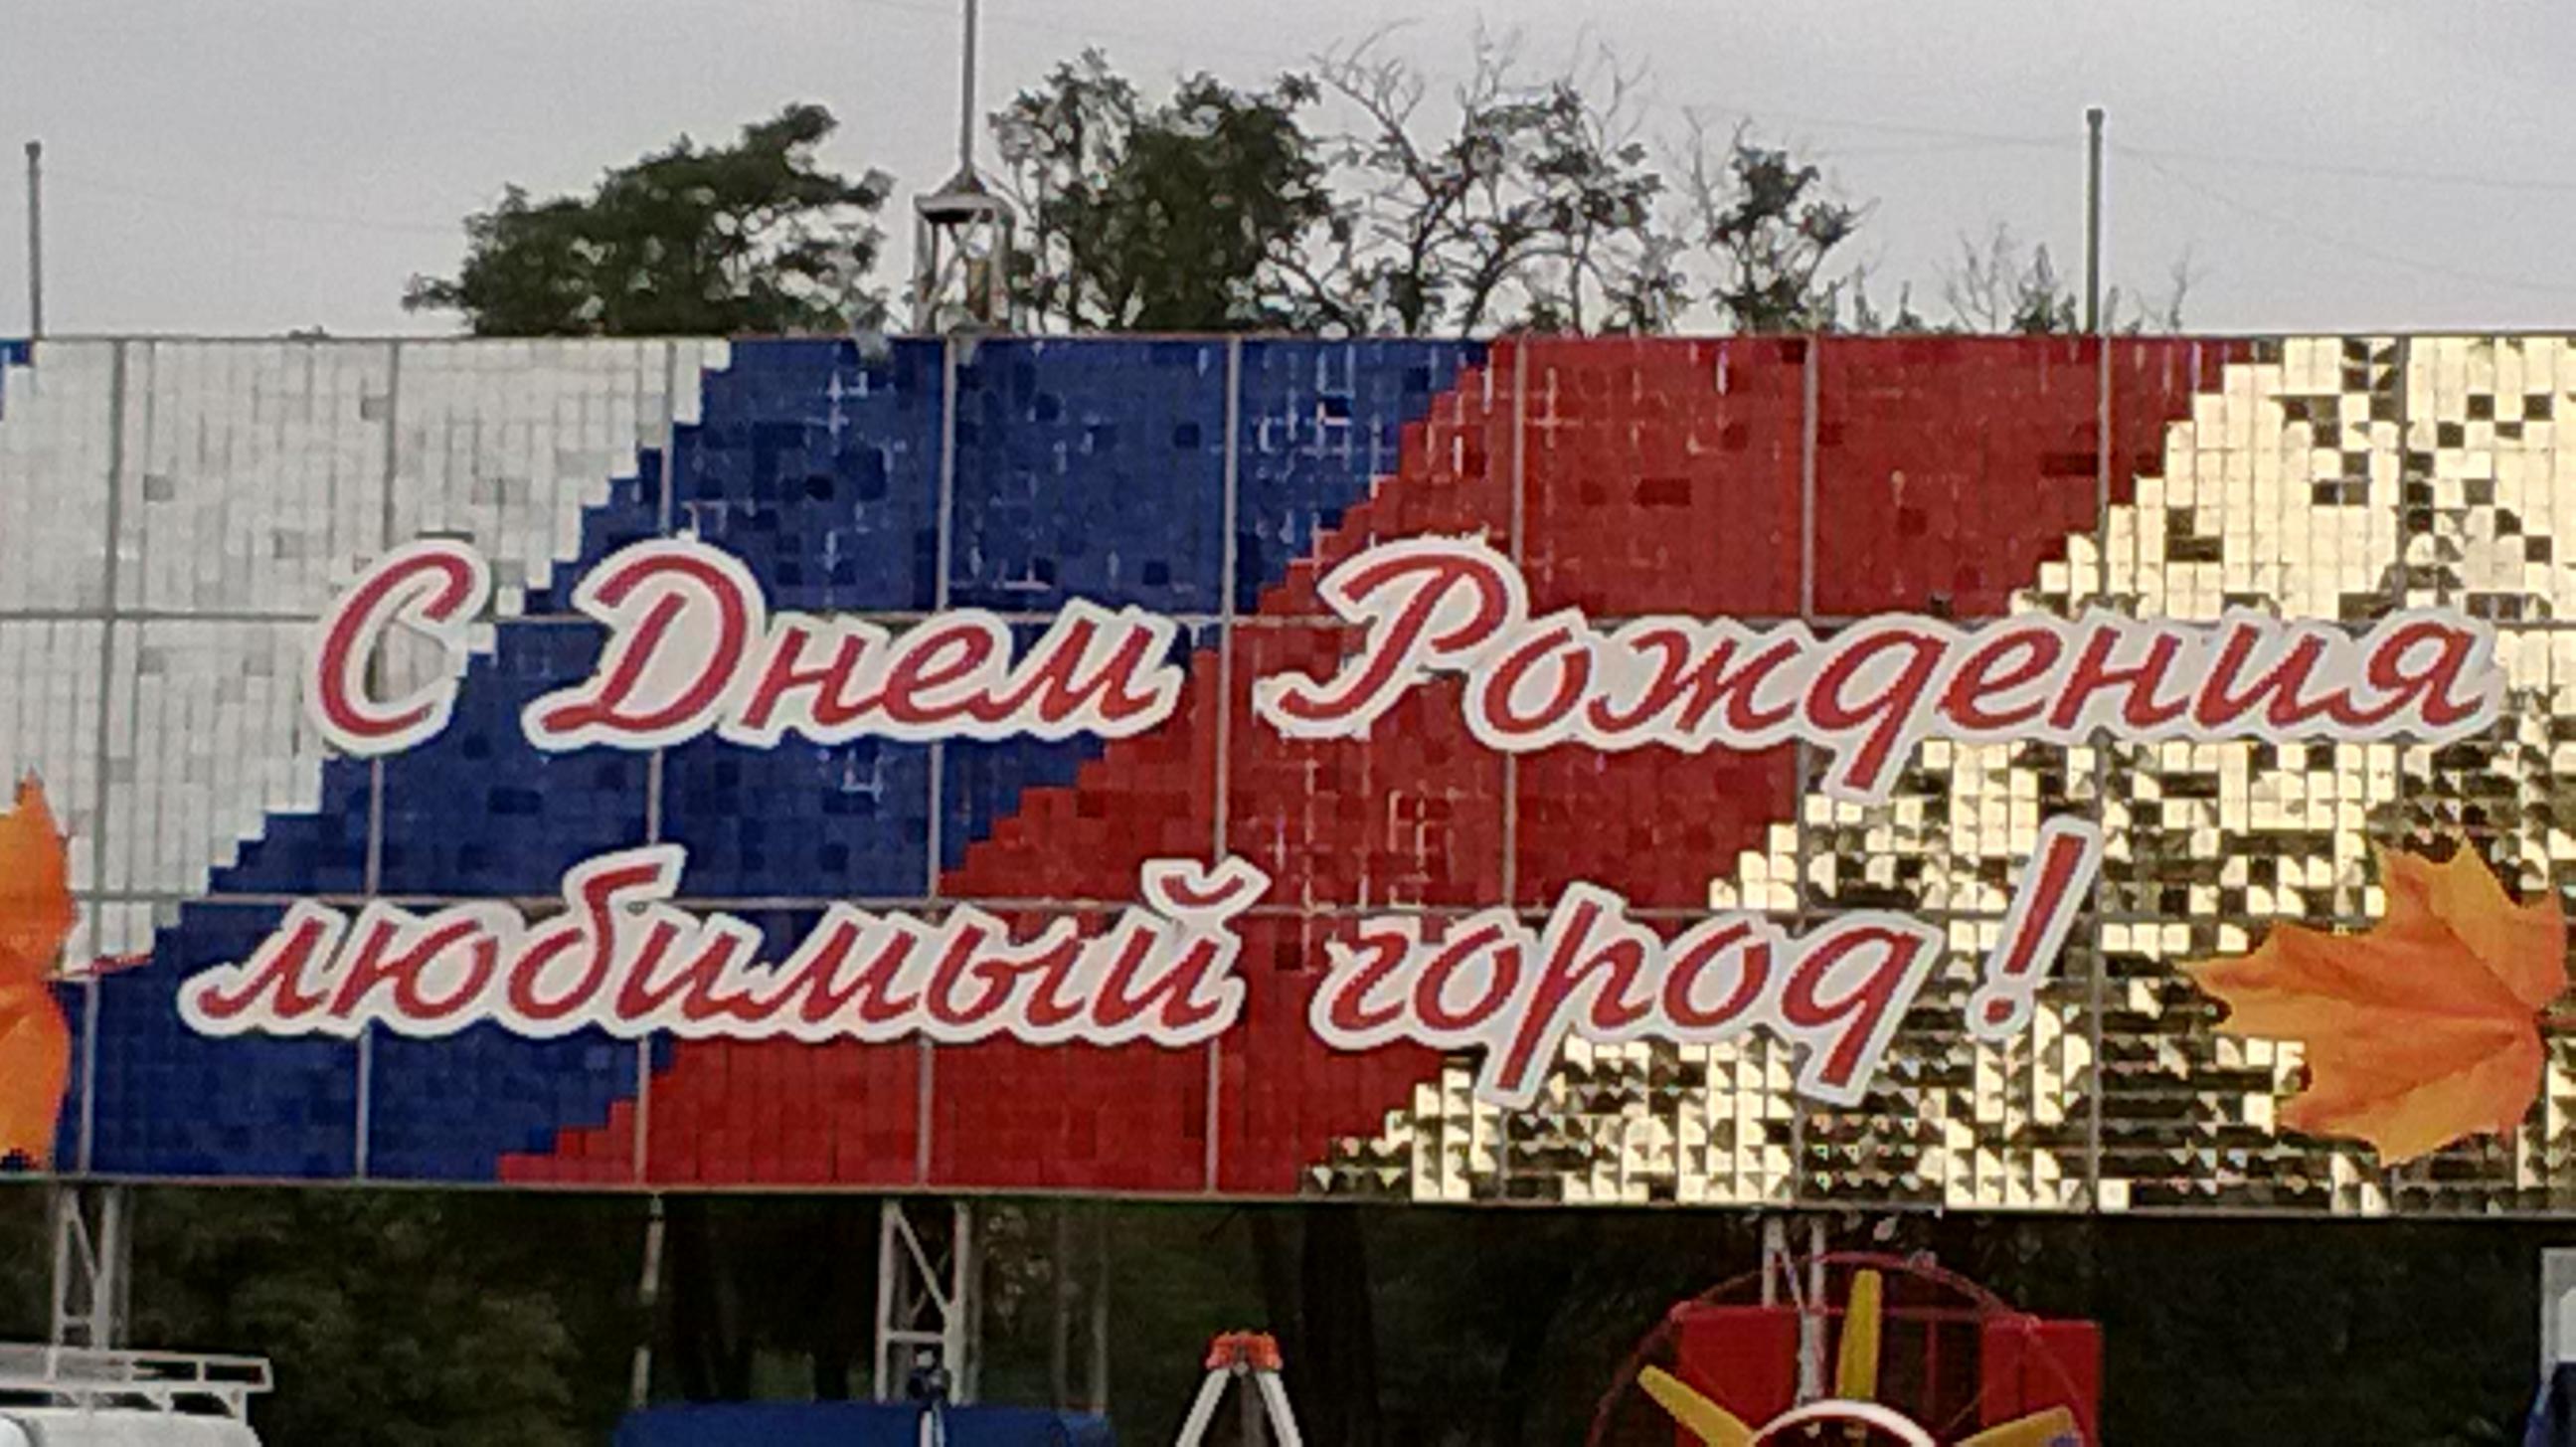 С Днем Рождения
любимый город!